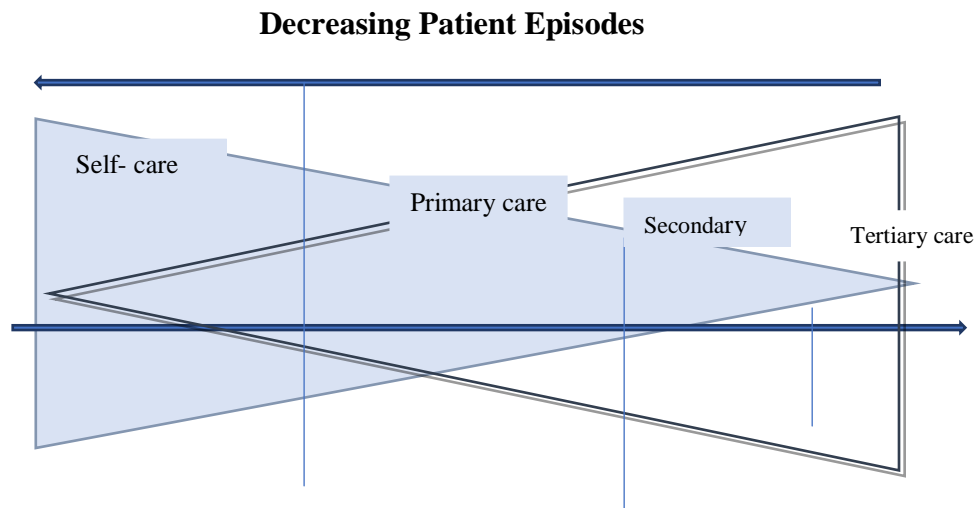 Decreasing Patient Episodes
Self- care
Primary care
Secondary
Tertiary care